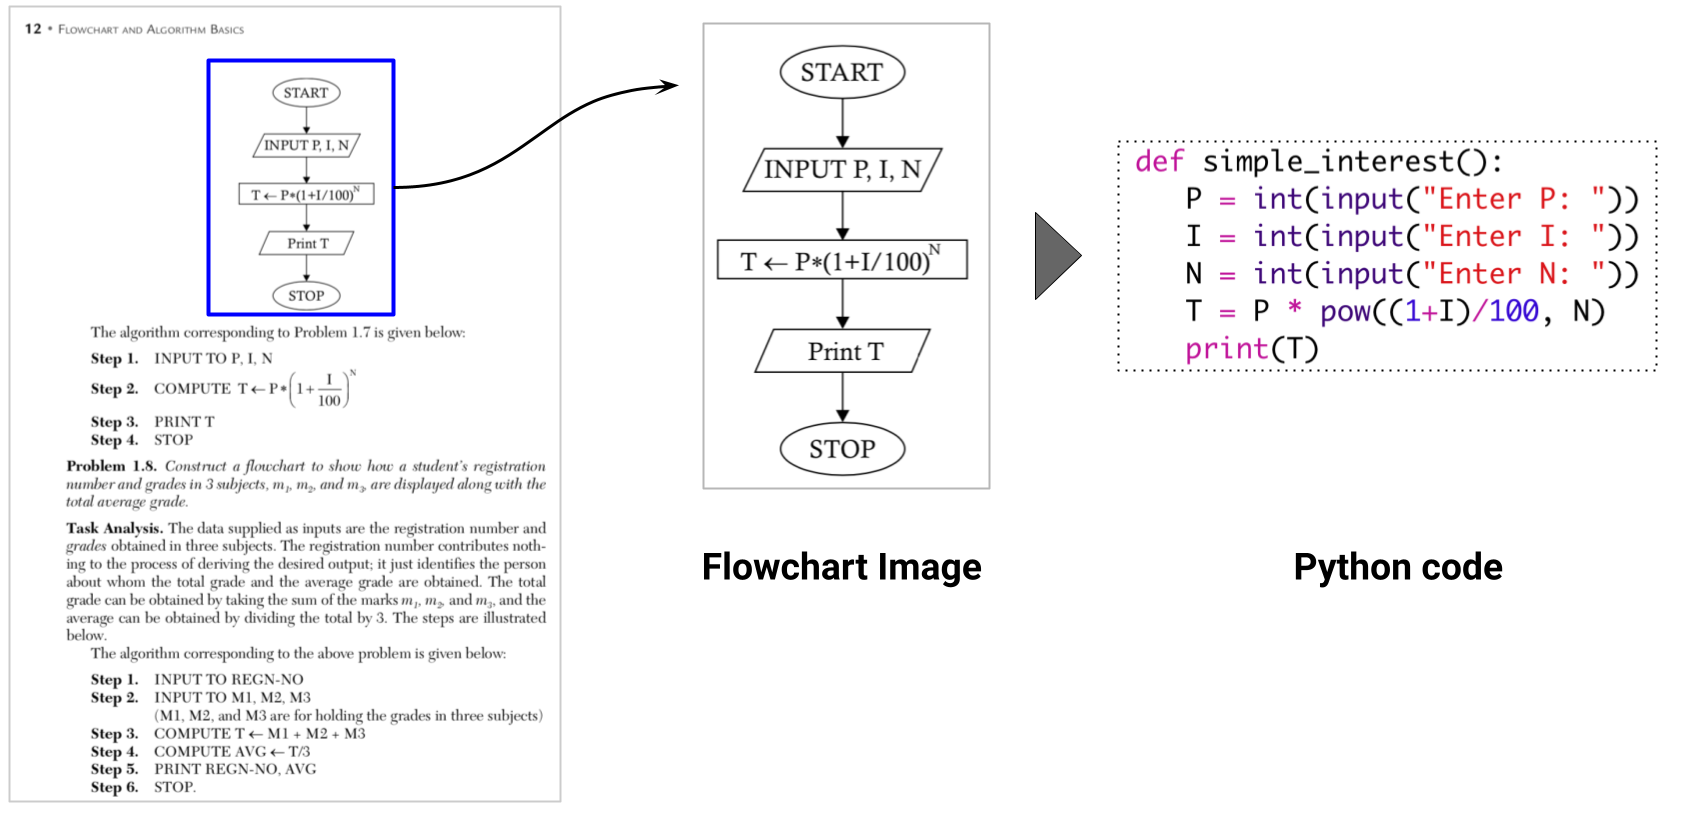 12 • FLOWCHART AND ALGORITHM BASICS
START
INPUT P, I, N
T ← P*(1+I/100)^N
Print T
STOP
The algorithm corresponding to Problem 1.7 is given below:
Step 1. INPUT TO P, I, N
Step 2. COMPUTE T ← P * (1 + I/100)^N
Step 3. PRINT T
Step 4. STOP
Problem 1.8. Construct a flowchart to show how a student's registration
number and grades in 3 subjects, m₁, m₂, and m₃, are displayed along with the
total average grade.
Task Analysis. The data supplied as inputs are the registration number and
grades obtained in three subjects. The registration number contributes noth-
ing to the process of deriving the desired output; it just identifies the person
about whom the total grade and the average grade are obtained. The total
grade can be obtained by taking the sum of the marks m₁, m₂, and m₃, and the
average can be obtained by dividing the total by 3. The steps are illustrated
below.
The algorithm corresponding to the above problem is given below:
Step 1. INPUT TO REGN-NO
Step 2. INPUT TO M1, M2, M3
(M1, M2, and M3 are for holding the grades in three subjects)
Step 3. COMPUTE T ← M1 + M2 + M3
Step 4. COMPUTE AVG ← T/3
Step 5. PRINT REGN-NO, AVG
Step 6. STOP.
START
INPUT P, I, N
T ← P*(1+I/100)^N
Print T
STOP
Flowchart Image
def simple_interest():
P = int(input("Enter P: "))
I = int(input("Enter I: "))
N = int(input("Enter N: "))
T = P * pow((1+I)/100, N)
print(T)
Python code